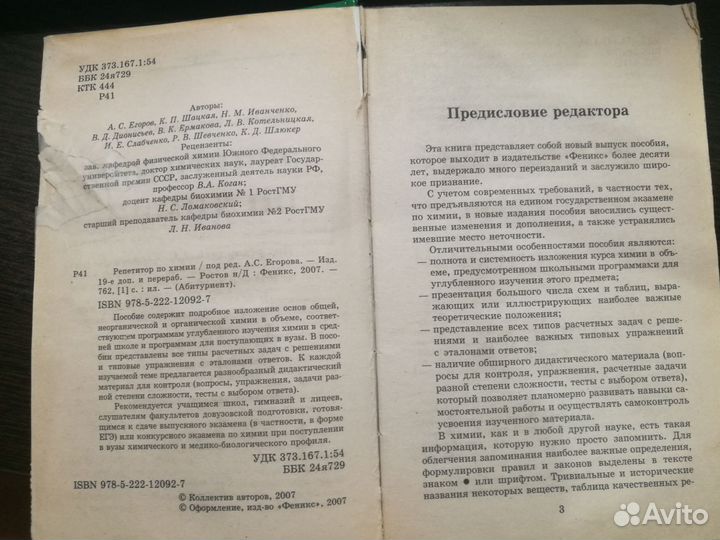 УДК 373.167.1:54
ББК 24я729
КТК 444
Р41
Авторы:
А. С. Егоров, К. П. Шацкая, Н. М. Иванченко,
В. Д. Дионисьев, В. К. Ермакова, Л. В. Котельницкая,
И. Е. Слабченко, Р. В. Шевченко, К. Д. Шлюкер
Рецензенты:
зав. кафедрой физической химии Южного Федерального
университета, доктор химических наук, лауреат Государ-
ственной премии СССР, заслуженный деятель науки РФ,
профессор В.А. Коган;
доцент кафедры биохимии № 1 РостГМУ
Н. С. Ломаковский;
старший преподаватель кафедры биохимии №2 РостГМУ
Л. Н. Иванова
Р41 Репетитор по химии / под ред. А.С. Егорова. — Изд.
19-е доп. и перераб. — Ростов н/Д : Феникс, 2007. —
762, [1] с. : ил. — (Абитуриент).
ISBN 978-5-222-12092-7
Пособие содержит подробное изложение основ общей,
неорганической и органической химии в объеме, соответ-
ствующем программам углубленного изучения химии в сред-
ней школе и программам для поступающих в вузы. В посо-
бии представлены все типы расчетных задач с решениями
и типовые упражнения с эталонами ответов. К каждой
изучаемой теме предлагается разнообразный дидактический
материал для контроля (вопросы, упражнения, задачи раз-
ной степени сложности, тесты с выбором ответа).
Рекомендуется учащимся школ, гимназий и лицеев,
слушателям факультетов довузовской подготовки, готовя-
щимся к сдаче выпускного экзамена (в частности, в форме
ЕГЭ) или конкурсного экзамена по химии при поступлении
в вузы химического и медико-биологического профиля.
УДК 373.167.1:54
ББК 24я729
ISBN 978-5-222-12092-7
© Коллектив авторов, 2007
© Оформление, изд-во «Феникс», 2007
Предисловие редактора
Эта книга представляет собой новый выпуск пособия,
которое выходит в издательстве «Феникс» более десяти
лет, выдержало много переизданий и заслужило широ-
кое признание.
С учетом современных требований, в частности тех,
что предъявляются на едином государственном экзамене
по химии, в новые издания пособия вносились существен-
ные изменения и дополнения, а также устранялись
имевшие место неточности.
Отличительными особенностями пособия являются:
— полнота и системность изложения курса химии в объ-
еме, предусмотренном школьными программами для
углубленного изучения этого предмета;
— презентация большого числа схем и таблиц, выра-
жающих или иллюстрирующих наиболее важные
теоретические положения;
— представление всех типов расчетных задач с реше-
ниями и наиболее важных типовых упражнений
с эталонами ответов;
— наличие обширного дидактического материала (во-
просы для контроля, упражнения, расчетные задачи
разной степени сложности, тесты с выбором ответа),
который позволяет планомерно развивать навыки са-
мостоятельной работы и осуществлять самоконтроль
усвоения изученного материала.
В химии, как и в любой другой науке, есть такая
информация, которую нужно просто запомнить. Для
облегчения запоминания наиболее важные определения,
формулировки правил и законов выделены в тексте
знаком ● или шрифтом. Тривиальные и исторические
названия некоторых веществ, таблица качественных ре-
3
Avito